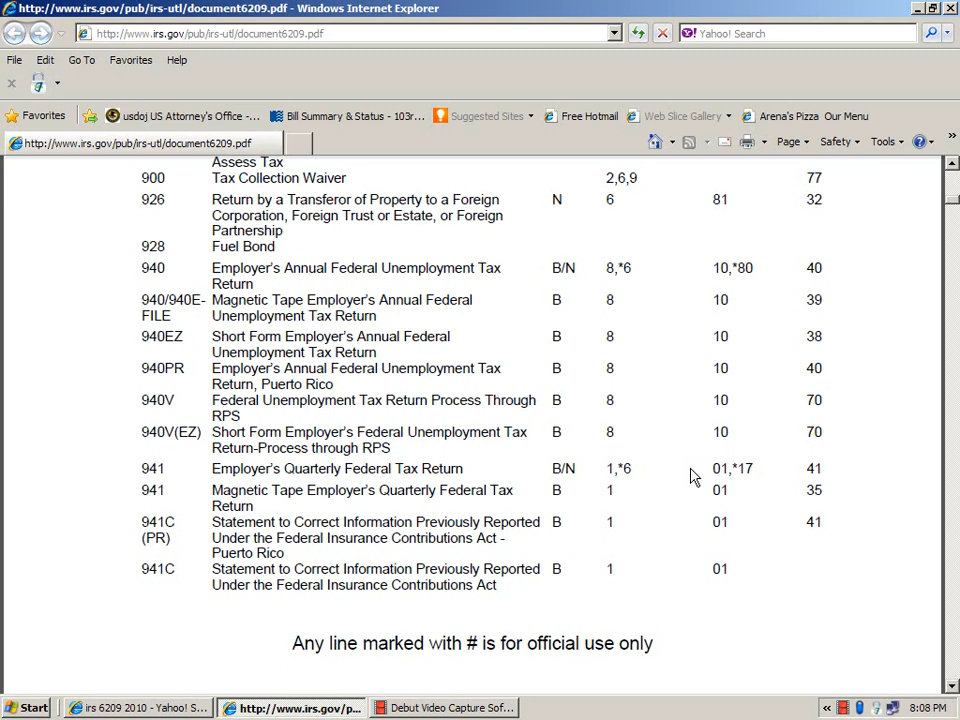 http://www.irs.gov/pub/irs-utl/document6209.pdf - Windows Internet Explorer
http://www.irs.gov/pub/irs-utl/document6209.pdf
Yahoo! Search
File Edit Go To Favorites Help
Favorites usdoj US Attorney's Office -... Bill Summary & Status - 103r... Suggested Sites Free Hotmail Web Slice Gallery Arena's Pizza Our Menu
http://www.irs.gov/pub/irs-utl/document6209.pdf Page Safety Tools
Assess Tax
900 Tax Collection Waiver 2,6,9 77
926 Return by a Transferor of Property to a Foreign N 6 81 32
Corporation, Foreign Trust or Estate, or Foreign
Partnership
928 Fuel Bond
940 Employer's Annual Federal Unemployment Tax B/N 8,*6 10,*80 40
Return
940/940E- Magnetic Tape Employer's Annual Federal B 8 10 39
FILE Unemployment Tax Return
940EZ Short Form Employer's Annual Federal B 8 10 38
Unemployment Tax Return
940PR Employer's Annual Federal Unemployment Tax B 8 10 40
Return, Puerto Rico
940V Federal Unemployment Tax Return Process Through B 8 10 70
RPS
940V(EZ) Short Form Employer's Federal Unemployment Tax B 8 10 70
Return-Process through RPS
941 Employer's Quarterly Federal Tax Return B/N 1,*6 01,*17 41
941 Magnetic Tape Employer's Quarterly Federal Tax B 1 01 35
Return
941C Statement to Correct Information Previously Reported B 1 01 41
(PR) Under the Federal Insurance Contributions Act -
Puerto Rico
941C Statement to Correct Information Previously Reported B 1 01
Under the Federal Insurance Contributions Act
Any line marked with # is for official use only
Start irs 6209 2010 - Yahoo! S... http://www.irs.gov/p... Debut Video Capture Sof... « 8:08 PM